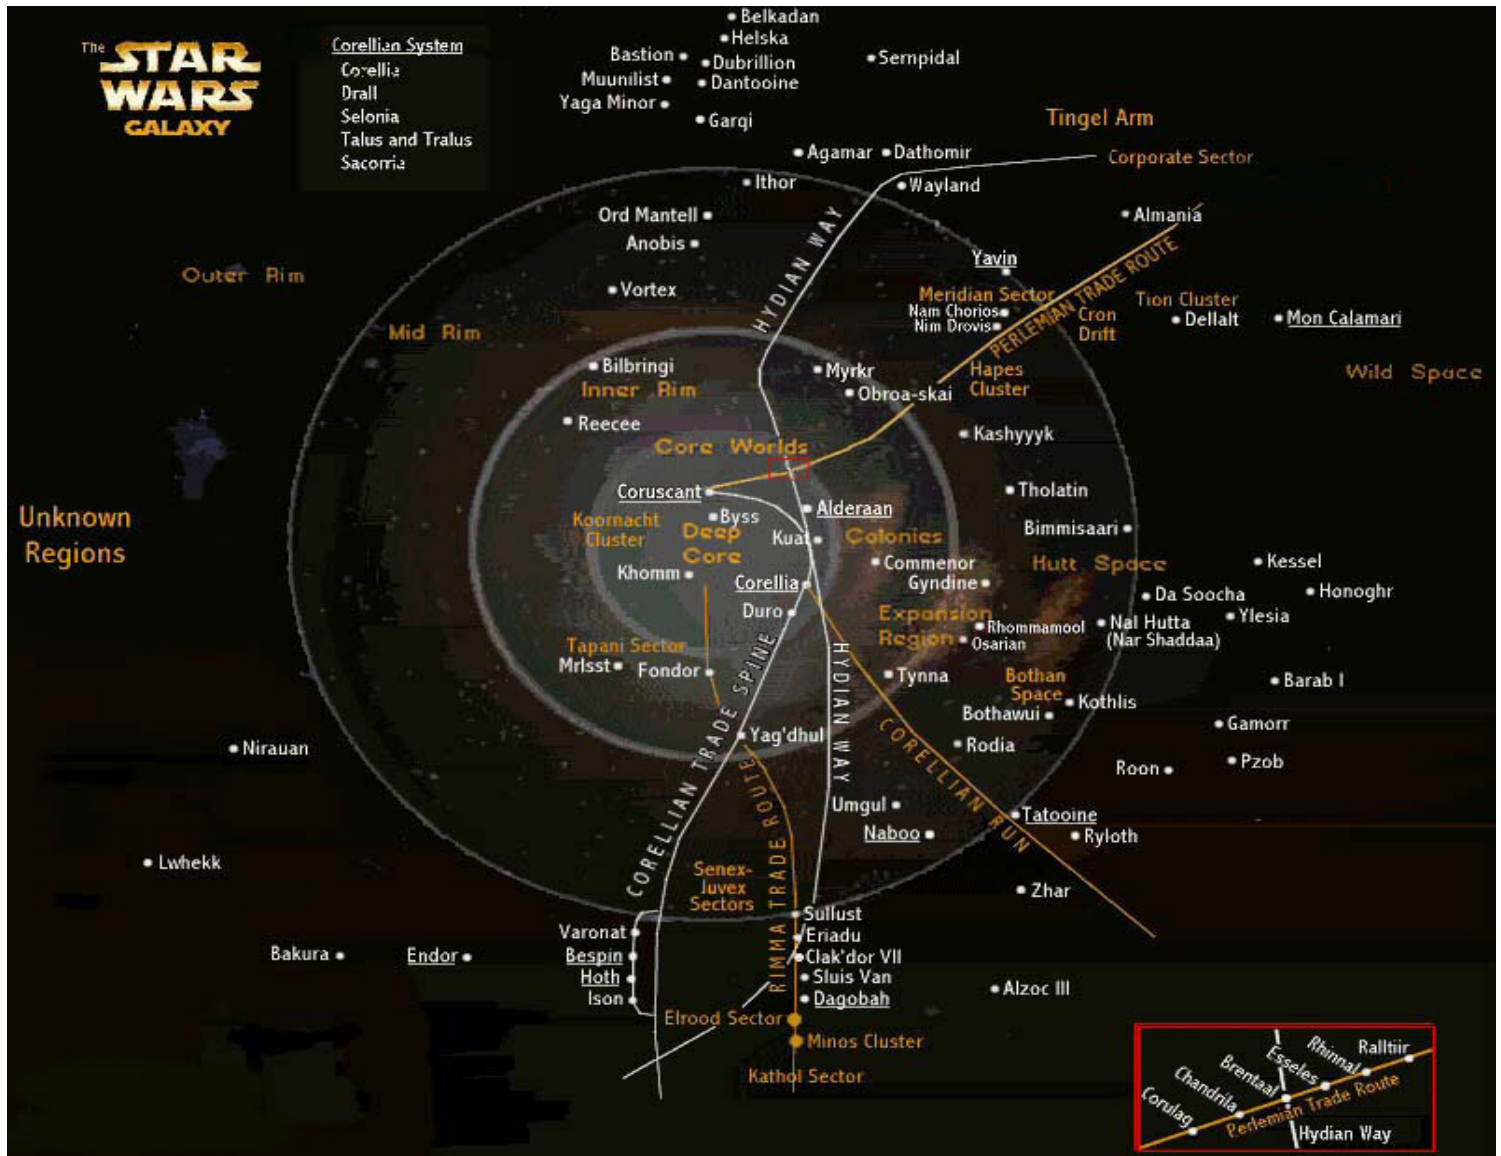 The
STAR
WARS
GALAXY
Corellian System
Corellia
Drall
Selonia
Talus and Tralus
Sacorria
Belkadan
Helska
Bastion
Dubrillion
Sernpidal
Muunilist
Dantooine
Yaga Minor
Garqi
Tingel Arm
Agamar
Dathomir
Corporate Sector
Ithor
Wayland
Ord Mantell
Almania
Anobis
HYDIAN WAY
Yavin
Outer Rim
Vortex
Meridian Sector
PERLEMIAN TRADE ROUTE
Tion Cluster
Nam Chorios
Cron
Drift
Dellalt
Mon Calamari
Nim Drovis
Mid Rim
Bilbringi
Myrkr
Hapes
Cluster
Wild Space
Inner Rim
Obroa-skai
Reecee
Kashyyyk
Core Worlds
Coruscant
Tholatin
Alderaan
Unknown
Regions
Koornacht
Cluster
Byss
Deep
Core
Kuat
Colonies
Bimmisaari
Commenor
Hutt Space
Kessel
Khomm
Corellia
Gyndine
Da Soocha
Honoghr
Duro
Expansion
Region
Rhommamool
Osarian
Nal Hutta
(Nar Shaddaa)
Ylesia
Tapani Sector
Mrlsst
Fondor
CORELLIAN TRADE SPINE
HYDIAN WAY
Tynna
Bothan
Space
Kothlis
Barab I
Bothawui
Gamorr
Nirauan
Yag'dhul
CORELLIAN RUN
Rodia
Roon
Pzob
RIMMA TRADE ROUTE
Umgul
Naboo
Tatooine
Ryloth
Lwhekk
Senex-
Juvex
Sectors
Zhar
Sullust
Varonat
Eriadu
Bakura
Endor
Bespin
Clak'dor VII
Hoth
Sluis Van
Ison
Dagobah
Alzoc III
Elrood Sector
Minos Cluster
Kathol Sector
Corulag
Chandrila
Brentaal
Esseles
Rhinnal
Ralltiir
Perlemian Trade Route
Hydian Way